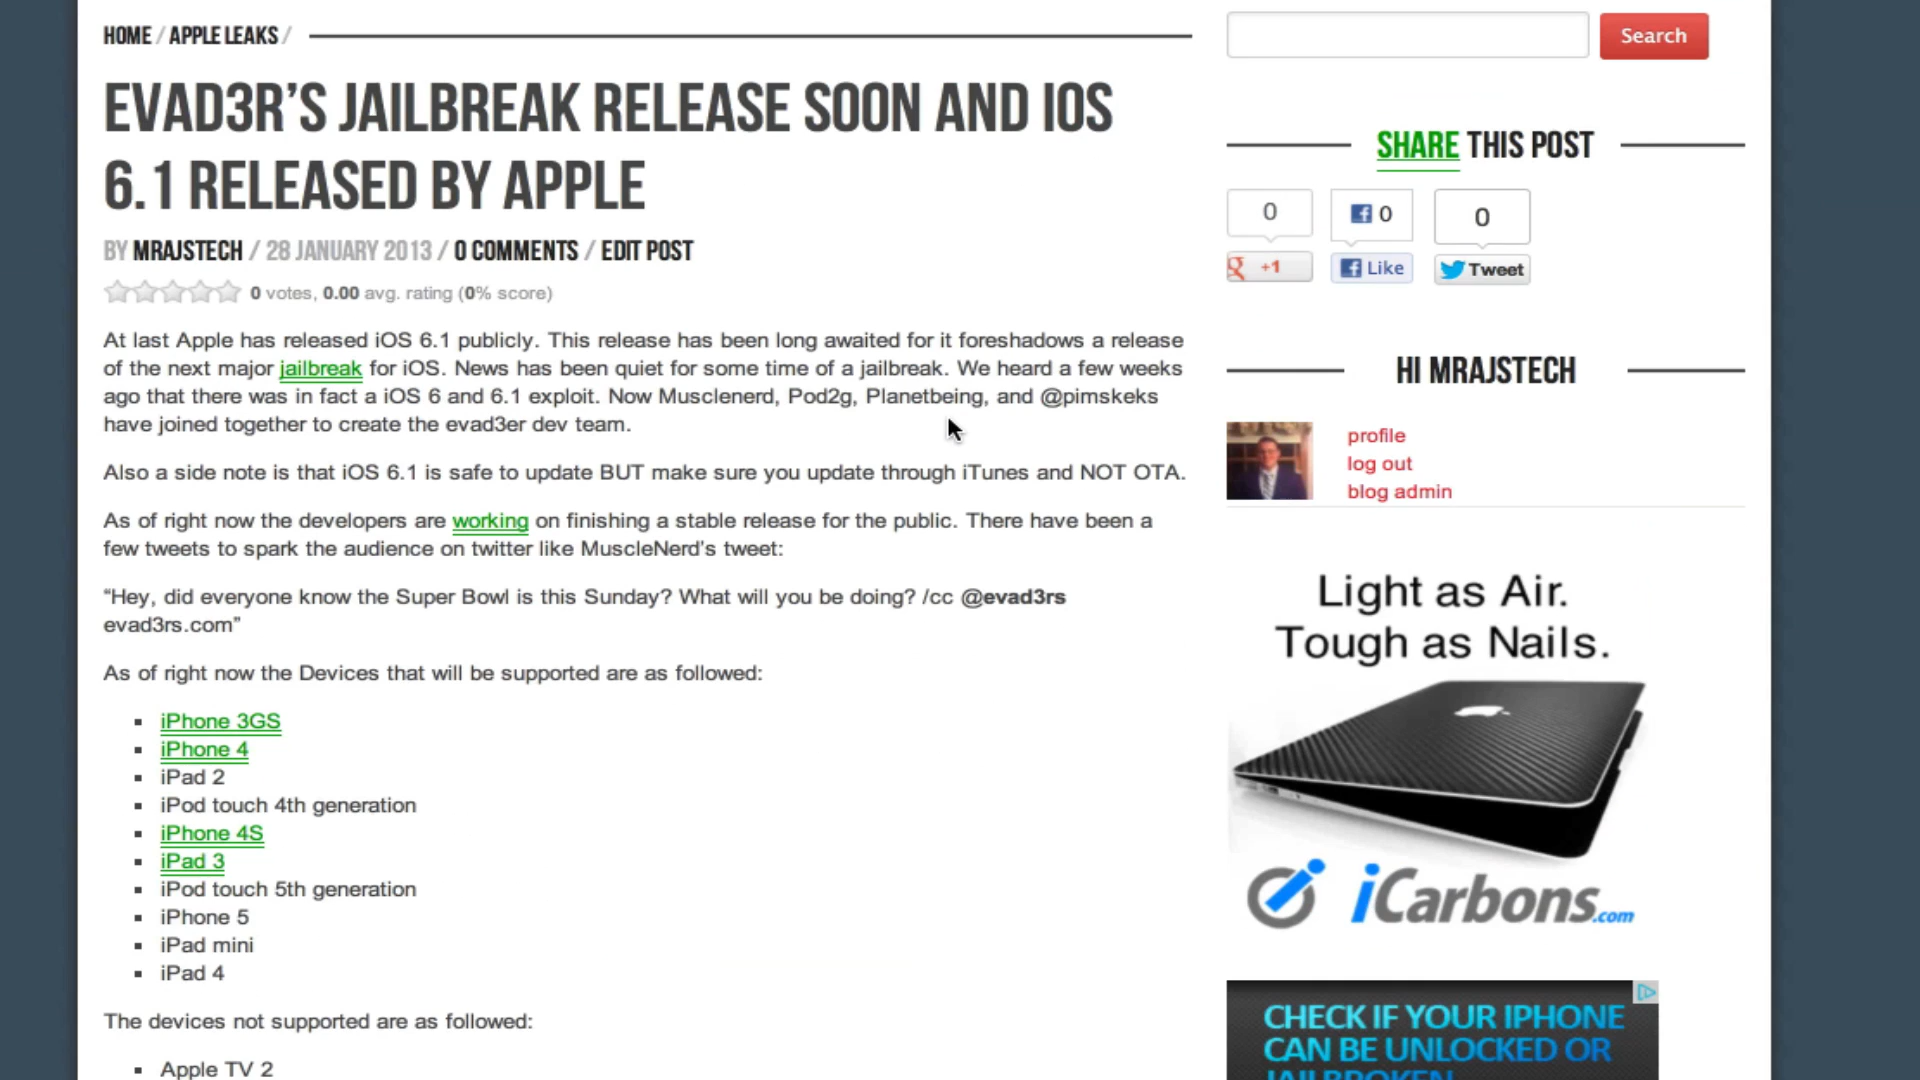 HOME / APPLE LEAKS /
EVAD3R'S JAILBREAK RELEASE SOON AND IOS
6.1 RELEASED BY APPLE
BY MRAJSTECH / 28 JANUARY 2013 / 0 COMMENTS / EDIT POST
0 votes, 0.00 avg. rating (0% score)
At last Apple has released iOS 6.1 publicly. This release has been long awaited for it foreshadows a release
of the next major jailbreak for iOS. News has been quiet for some time of a jailbreak. We heard a few weeks
ago that there was in fact a iOS 6 and 6.1 exploit. Now Musclenerd, Pod2g, Planetbeing, and @pimskeks
have joined together to create the evad3er dev team.
Also a side note is that iOS 6.1 is safe to update BUT make sure you update through iTunes and NOT OTA.
As of right now the developers are working on finishing a stable release for the public. There have been a
few tweets to spark the audience on twitter like MuscleNerd's tweet:
“Hey, did everyone know the Super Bowl is this Sunday? What will you be doing? /cc @evad3rs
evad3rs.com”
As of right now the Devices that will be supported are as followed:
iPhone 3GS
iPhone 4
iPad 2
iPod touch 4th generation
iPhone 4S
iPad 3
iPod touch 5th generation
iPhone 5
iPad mini
iPad 4
The devices not supported are as followed:
Apple TV 2
Search
SHARE THIS POST
0
0
0
+1
Like
Tweet
HI MRAJSTECH
profile
log out
blog admin
Light as Air.
Tough as Nails.
iCarbons.com
CHECK IF YOUR IPHONE
CAN BE UNLOCKED OR
JAILBROKEN